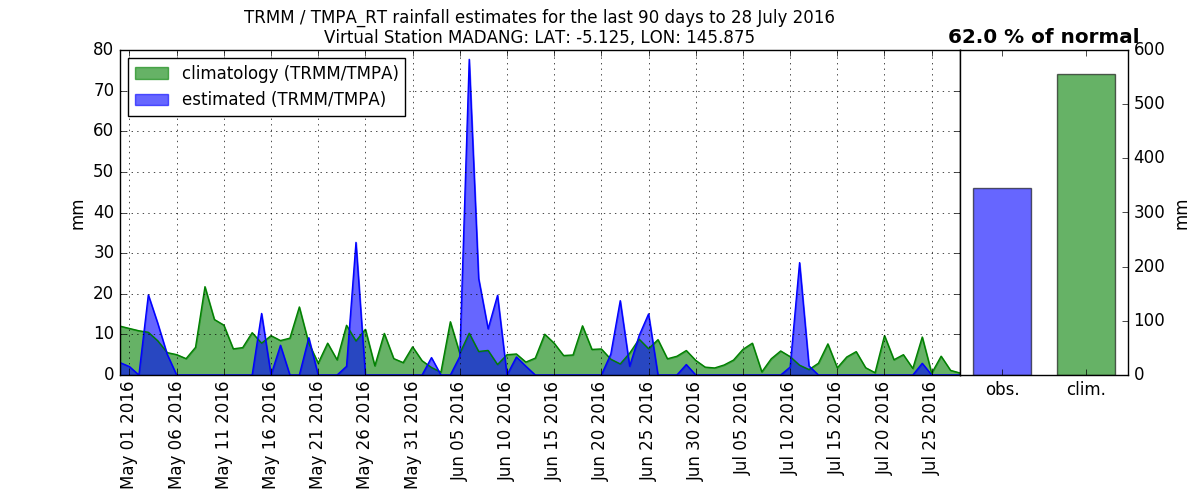 TRMM / TMPA_RT rainfall estimates for the last 90 days to 28 July 2016
Virtual Station MADANG: LAT: -5.125, LON: 145.875
62.0 % of normal
climatology (TRMM/TMPA)
estimated (TRMM/TMPA)
mm
80
70
60
50
40
30
20
10
0
May 01 2016
May 06 2016
May 11 2016
May 16 2016
May 21 2016
May 26 2016
May 31 2016
Jun 05 2016
Jun 10 2016
Jun 15 2016
Jun 20 2016
Jun 25 2016
Jun 30 2016
Jul 05 2016
Jul 10 2016
Jul 15 2016
Jul 20 2016
Jul 25 2016
obs.
clim.
600
500
400
300
200
100
0
mm